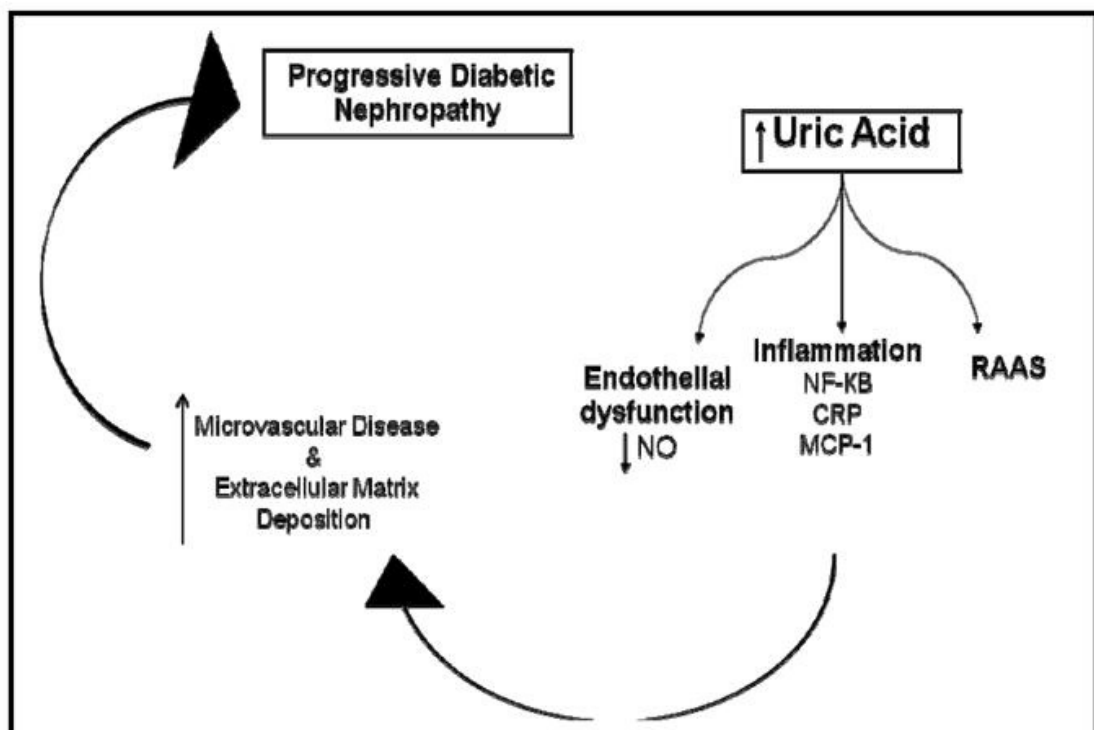 Progressive Diabetic
Nephropathy
↑ Uric Acid
Endothelial
dysfunction
↓ NO
Inflammation
NF-KB
CRP
MCP-1
RAAS
↑ Microvascular Disease
&
Extracellular Matrix
Deposition